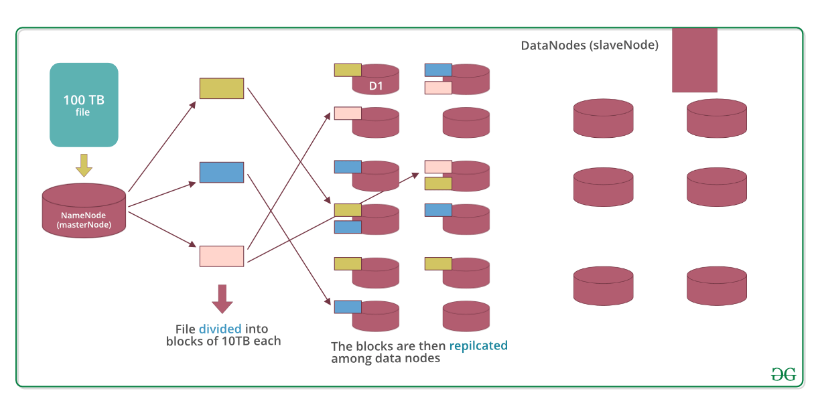 DataNodes (slaveNode)
100 TB
file
D1
NameNode
(masterNode)
File divided into
blocks of 10TB each
The blocks are then repilcated
among data nodes